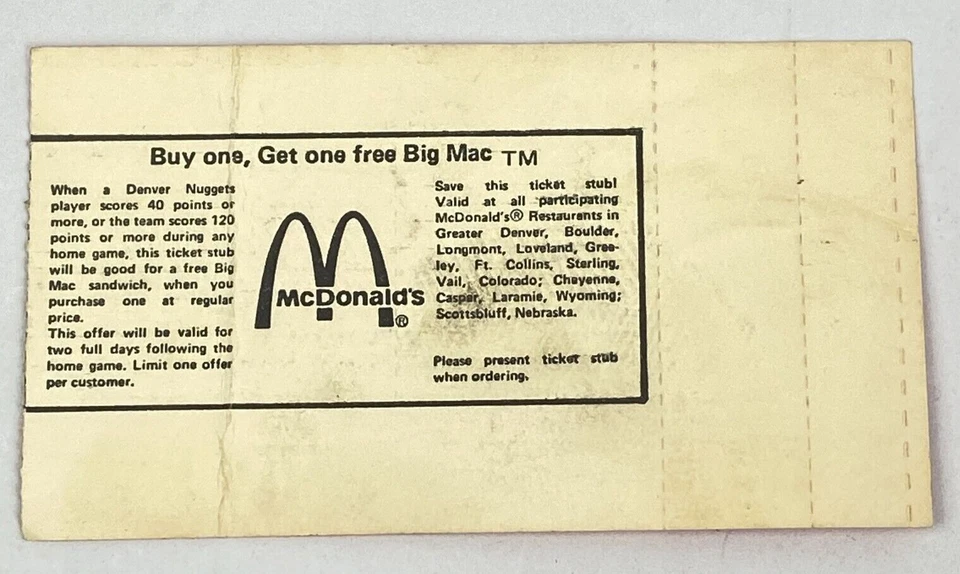 Buy one, Get one free Big Mac TM
When a Denver Nuggets
player scores 40 points or
more, or the team scores 120
points or more during any
home game, this ticket stub
will be good for a free Big
Mac sandwich, when you
purchase one at regular
price.
This offer will be valid for
two full days following the
home game. Limit one offer
per customer.
McDonald's®
Save this ticket stub!
Valid at all participating
McDonald's® Restaurants in
Greater Denver, Boulder,
Longmont, Loveland, Gree-
ley, Ft. Collins, Sterling,
Vail, Colorado; Cheyenne,
Casper, Laramie, Wyoming;
Scottsbluff, Nebraska.
Please present ticket stub
when ordering.